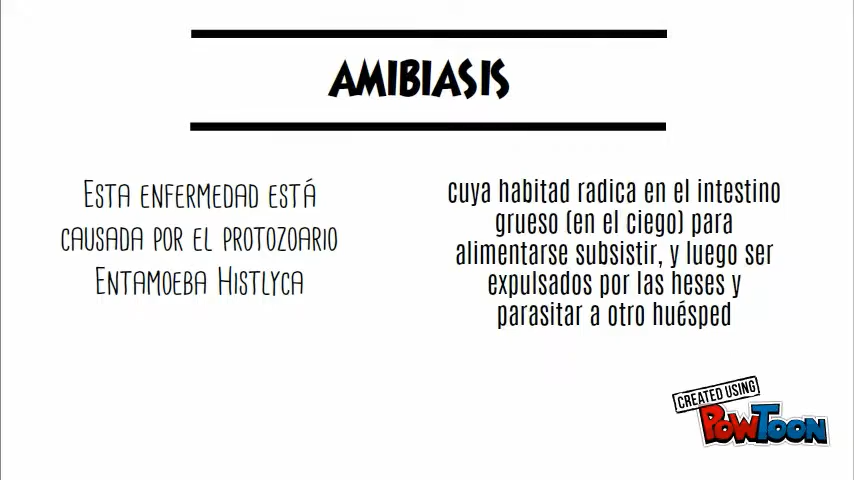 AMIBIASIS
ESTA ENFERMEDAD ESTÁ
CAUSADA POR EL PROTOZOARIO
ENTAMOEBA HISTLYCA
cuya habitad radica en el intestino
grueso (en el ciego) para
alimentarse subsistir, y luego ser
expulsados por las heses y
parasitar a otro huésped
CREATED USING
POWTOON